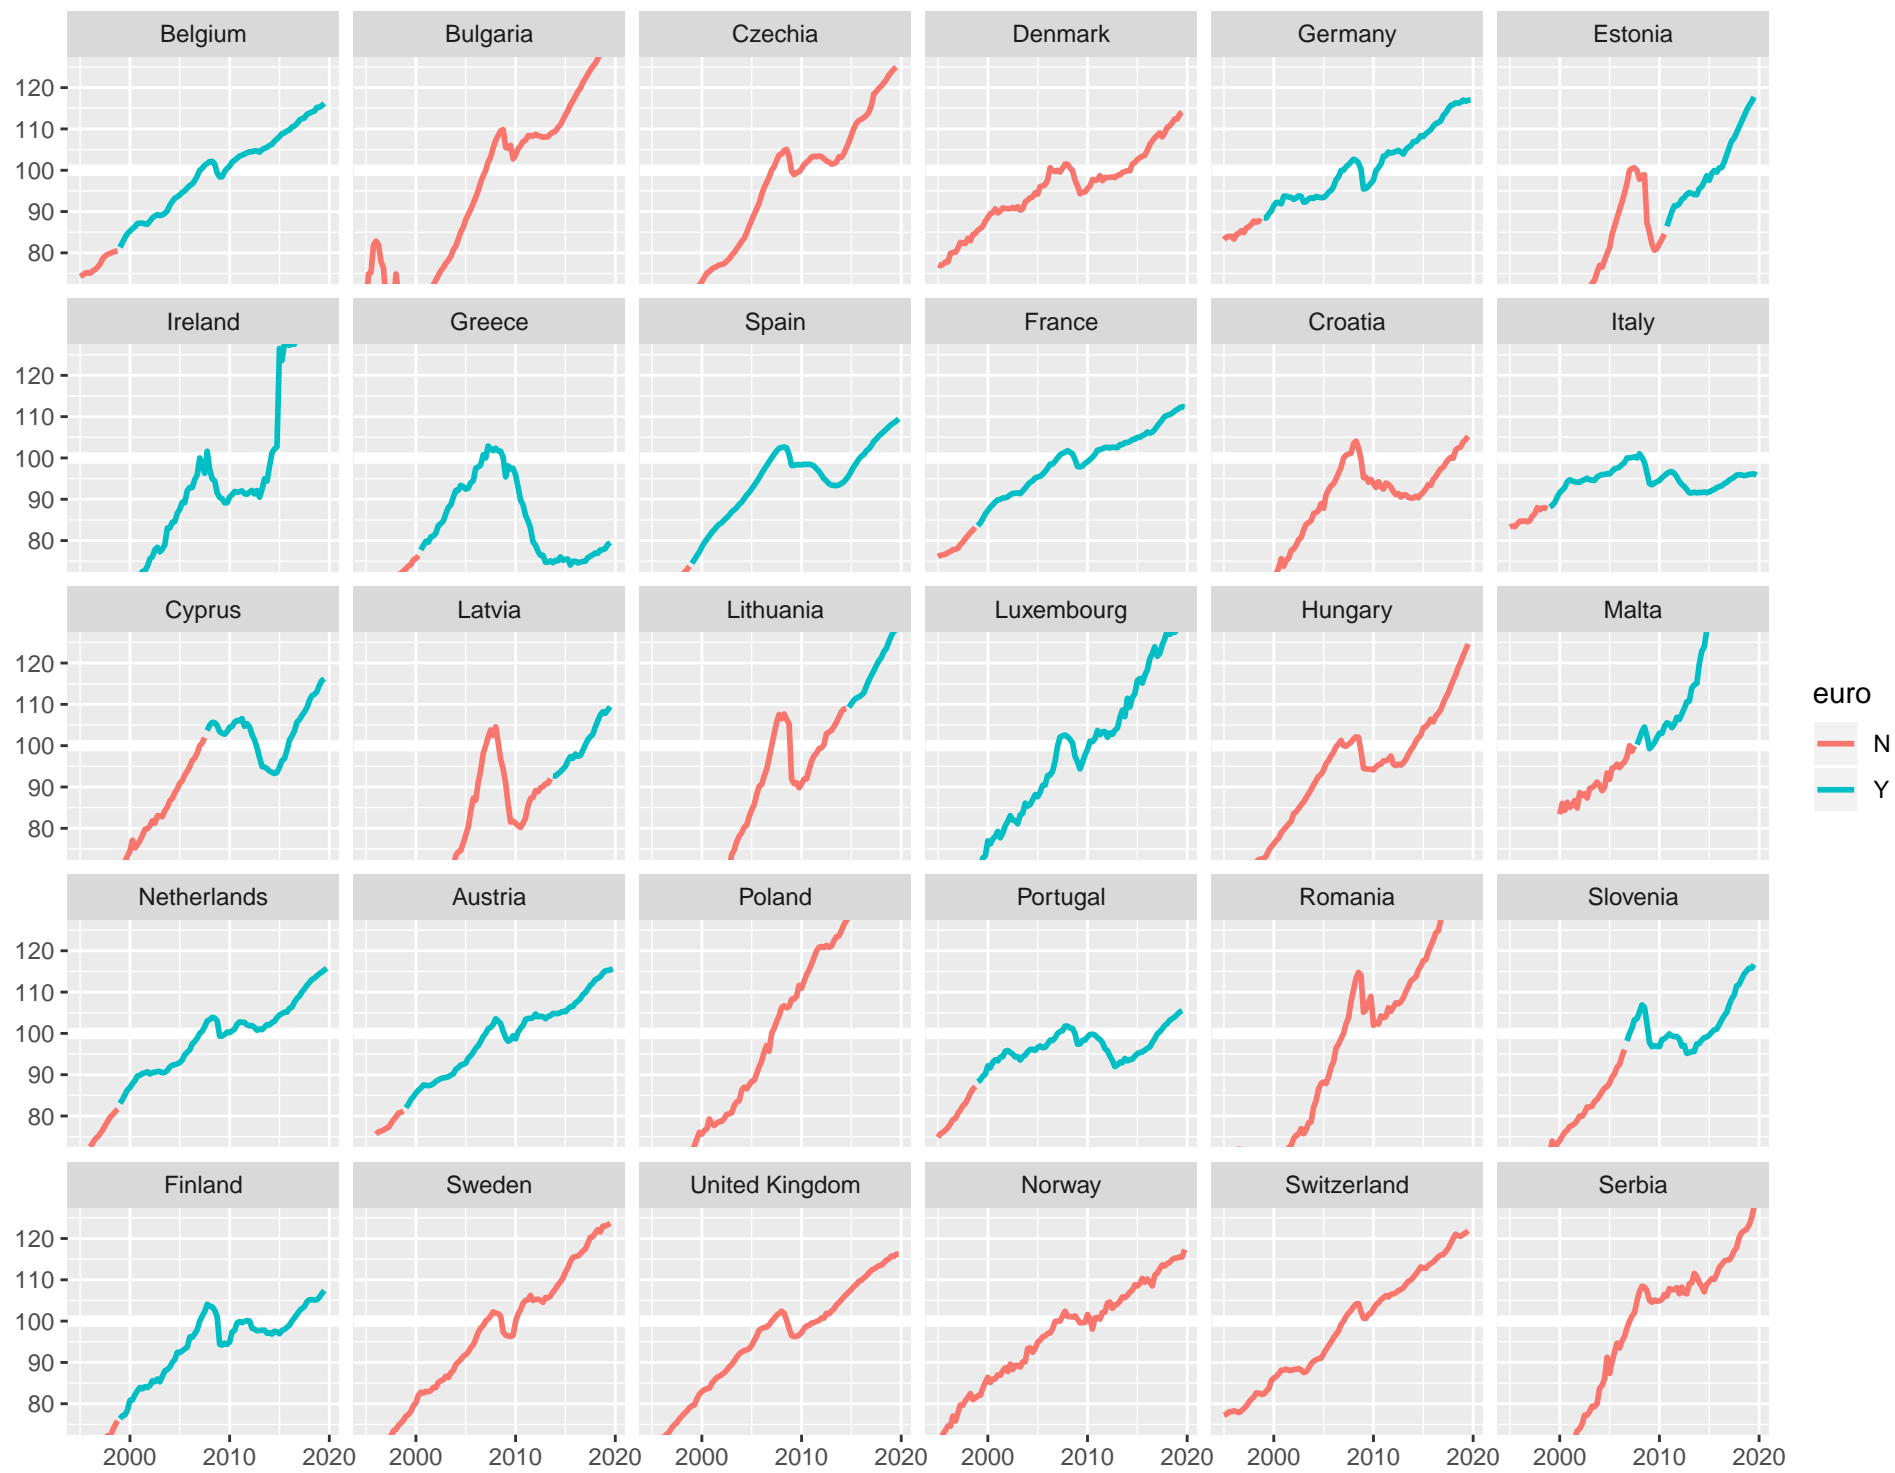 Belgium Bulgaria Czechia Denmark Germany Estonia
120
110
100
90
80
Ireland Greece Spain France Croatia Italy
120
110
100
90
80
Cyprus Latvia Lithuania Luxembourg Hungary Malta
120
110
100
90
80
euro
N
Y
Netherlands Austria Poland Portugal Romania Slovenia
120
110
100
90
80
Finland Sweden United Kingdom Norway Switzerland Serbia
120
110
100
90
80
2000 2010 2020 2000 2010 2020 2000 2010 2020 2000 2010 2020 2000 2010 2020 2000 2010 2020